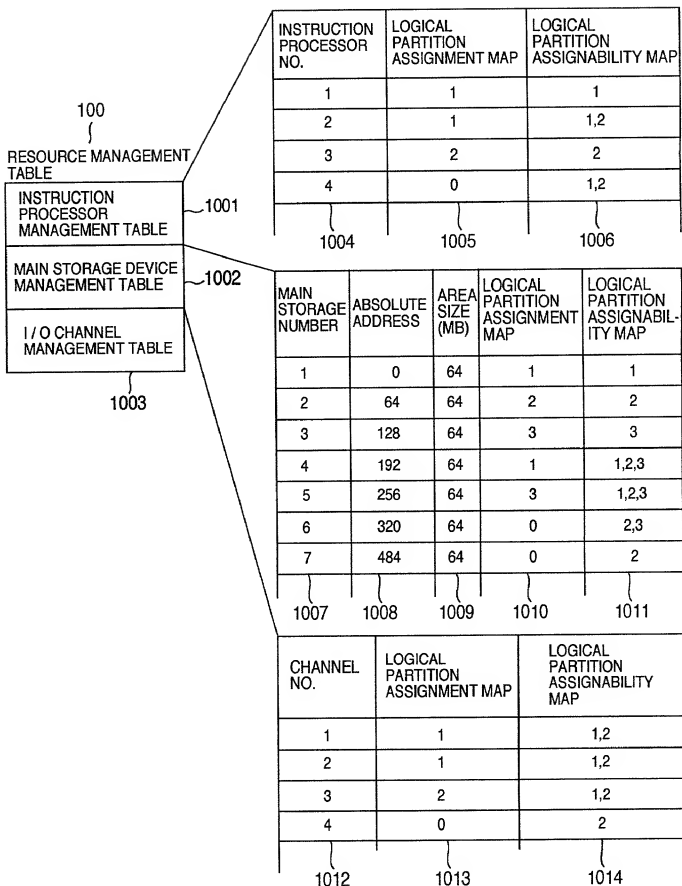 100
RESOURCE MANAGEMENT
TABLE
INSTRUCTION
PROCESSOR
MANAGEMENT TABLE
1001
MAIN STORAGE DEVICE
MANAGEMENT TABLE
1002
I / O CHANNEL
MANAGEMENT TABLE
1003
INSTRUCTION
PROCESSOR
NO.
LOGICAL
PARTITION
ASSIGNMENT MAP
LOGICAL
PARTITION
ASSIGNABILITY MAP
1 1 1
2 1 1,2
3 2 2
4 0 1,2
1004 1005 1006
MAIN
STORAGE
NUMBER
ABSOLUTE
ADDRESS
AREA
SIZE
(MB)
LOGICAL
PARTITION
ASSIGNMENT
MAP
LOGICAL
PARTITION
ASSIGNABIL-
ITY MAP
1 0 64 1 1
2 64 64 2 2
3 128 64 3 3
4 192 64 1 1,2,3
5 256 64 3 1,2,3
6 320 64 0 2,3
7 484 64 0 2
1007 1008 1009 1010 1011
CHANNEL
NO.
LOGICAL
PARTITION
ASSIGNMENT MAP
LOGICAL
PARTITION
ASSIGNABILITY
MAP
1 1 1,2
2 1 1,2
3 2 1,2
4 0 2
1012 1013 1014